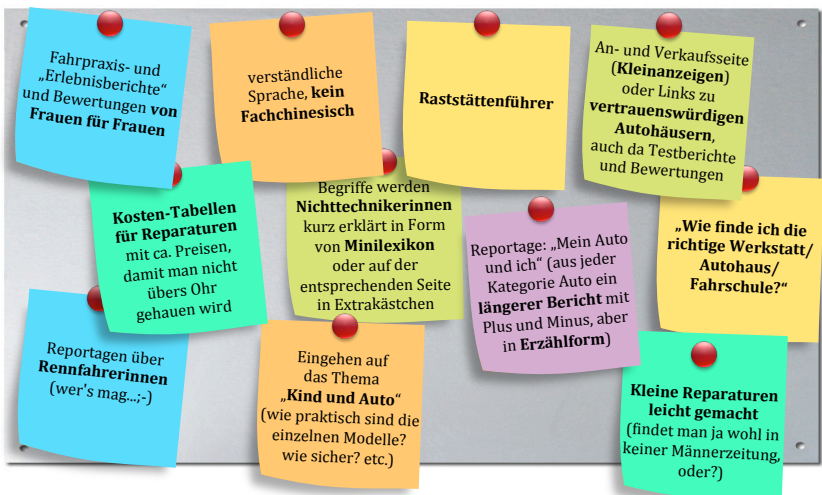 Fahrpraxis- und
„Erlebnisberichte“
und Bewertungen von
Frauen für Frauen
verständliche
Sprache, kein
Fachchinesisch
Raststättenführer
An- und Verkaufsseite
(Kleinanzeigen)
oder Links zu
vertrauenswürdigen
Autohäusern,
auch da Testberichte
und Bewertungen
Kosten-Tabellen
für Reparaturen
mit ca. Preisen,
damit man nicht
übers Ohr
gehauen wird
Begriffe werden
Nichttechnikerinnen
kurz erklärt in Form
von Minilexikon
oder auf der
entsprechenden Seite
in Extrakästchen
Reportage: „Mein Auto
und ich“ (aus jeder
Kategorie Auto ein
längerer Bericht mit
Plus und Minus, aber
in Erzählform)
„Wie finde ich die
richtige Werkstatt/
Autohaus/
Fahrschule?“
Reportagen über
Rennfahrerinnen
(wer's mag...;-)
Eingehen auf
das Thema
„Kind und Auto“
(wie praktisch sind die
einzelnen Modelle?
wie sicher? etc.)
Kleine Reparaturen
leicht gemacht
(findet man ja wohl in
keiner Männerzeitung,
oder?)